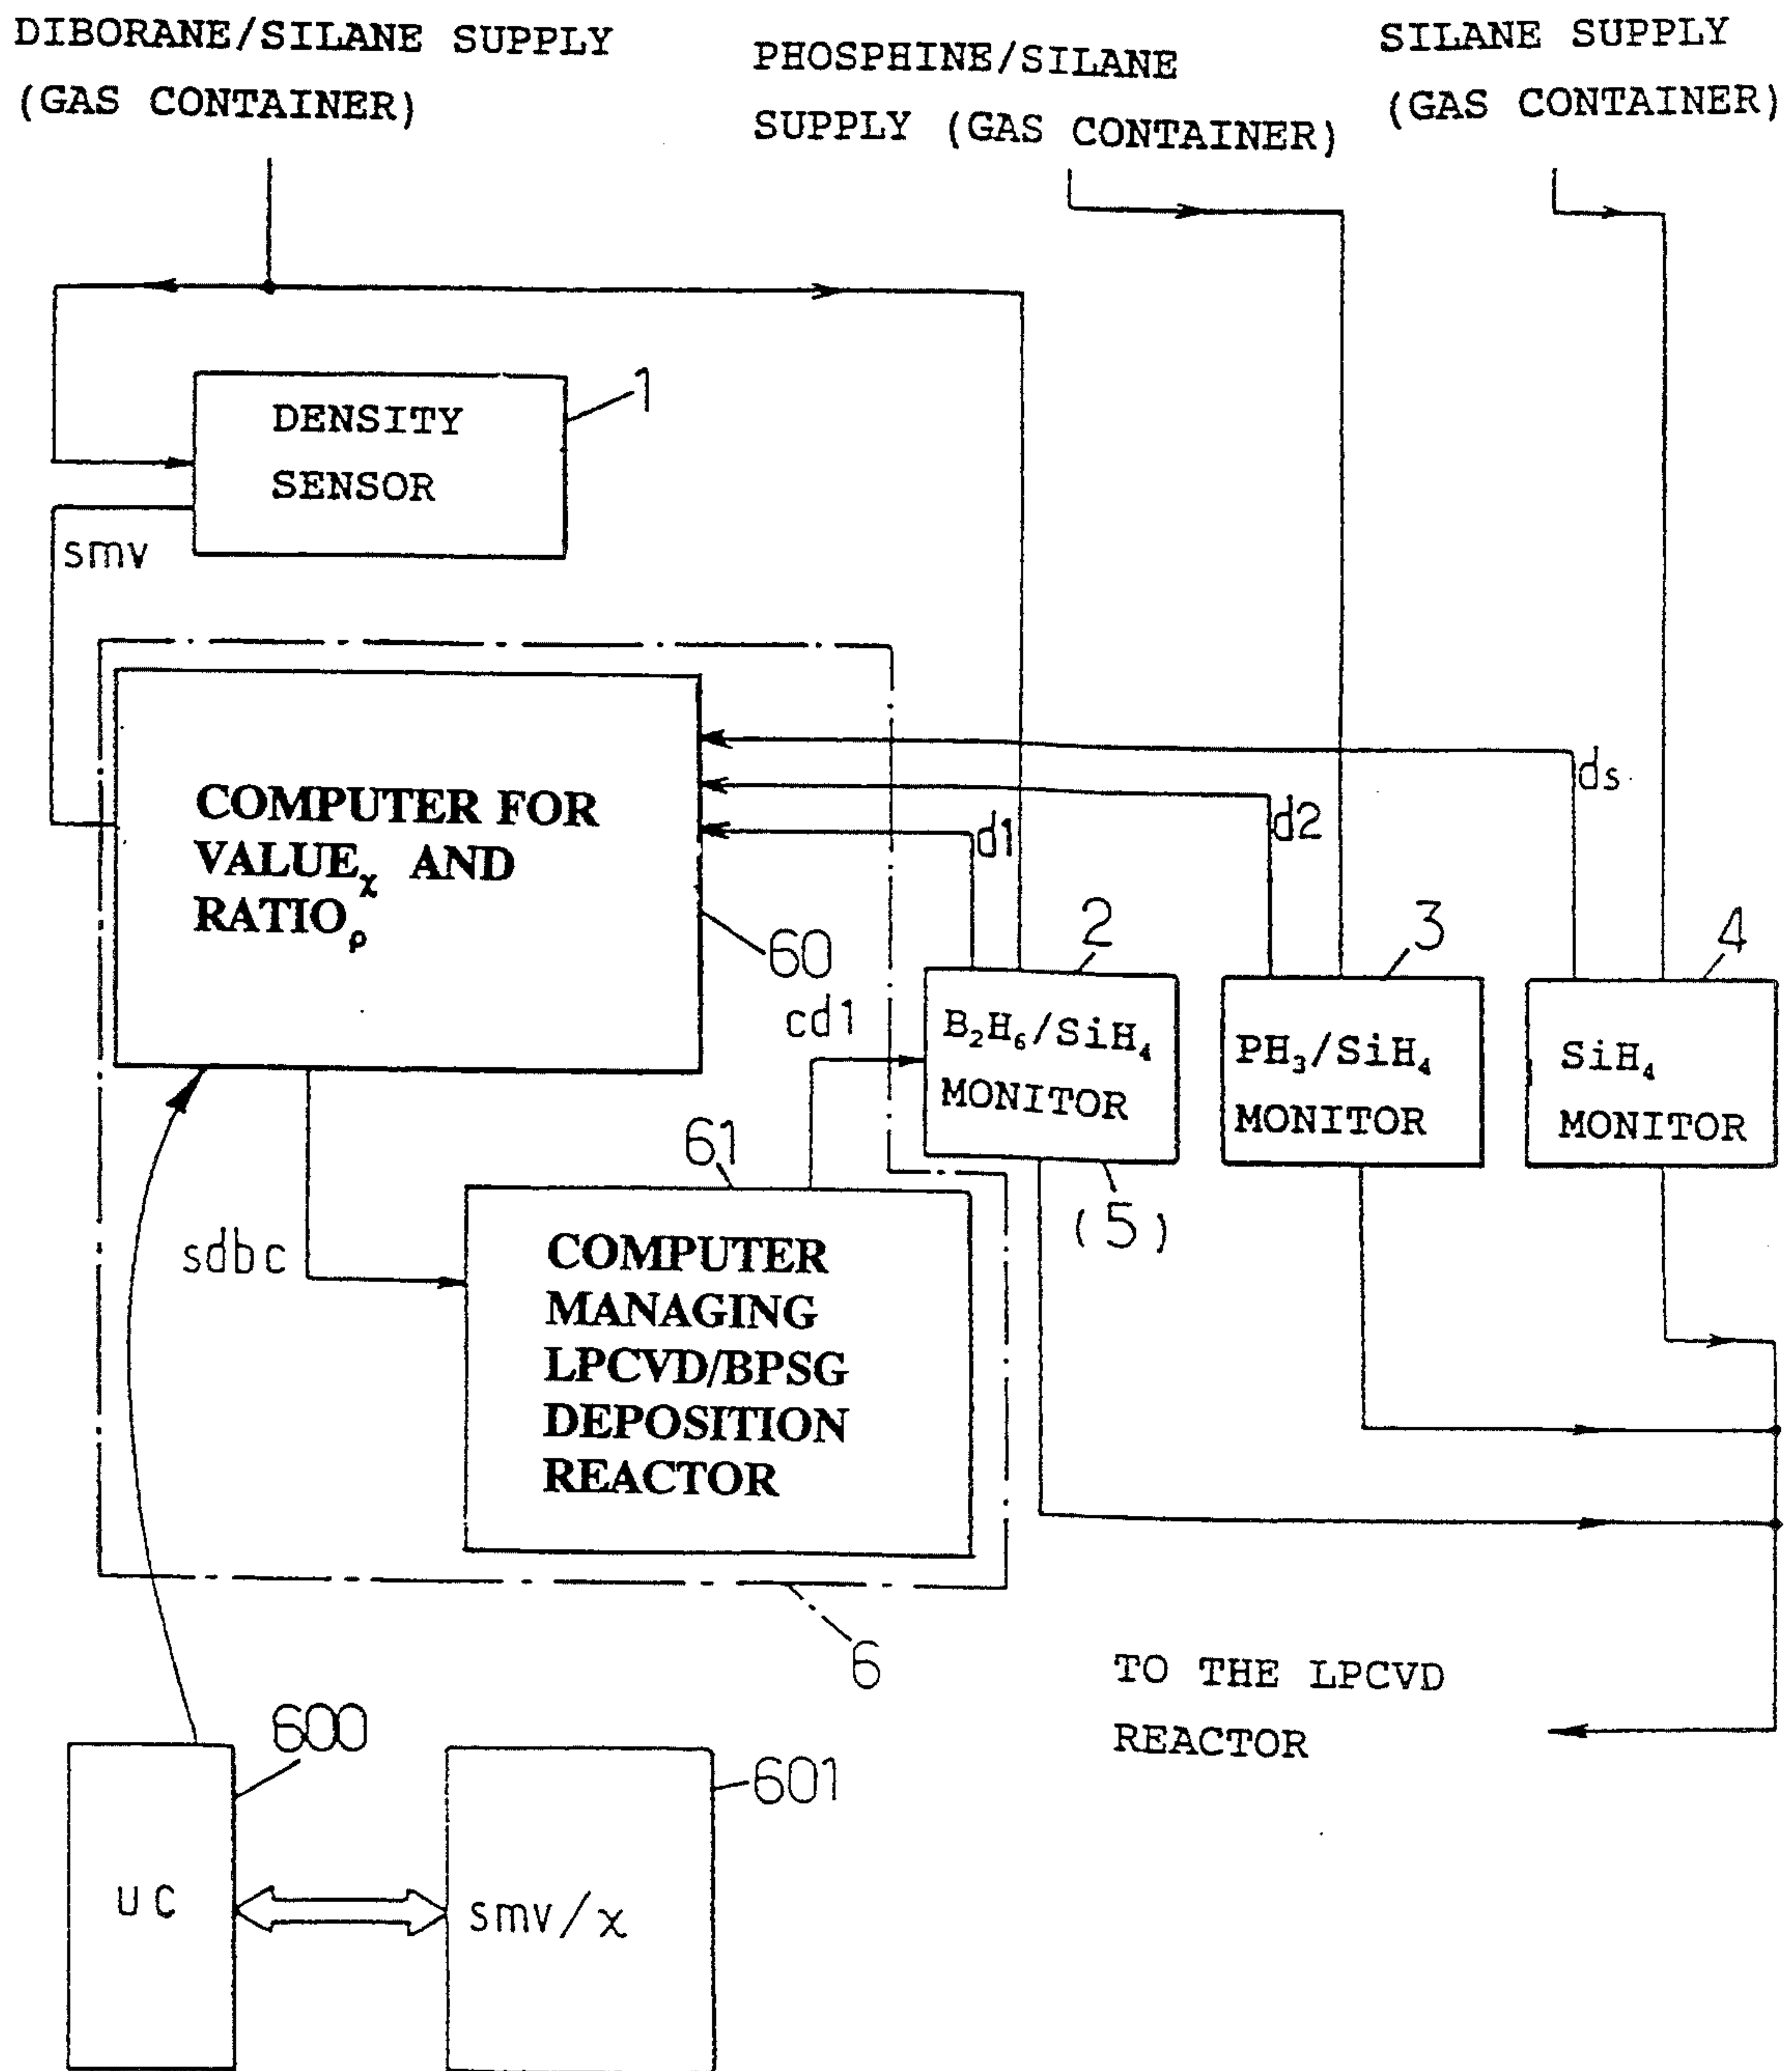 DIBORANE/SILANE SUPPLY
(GAS CONTAINER)
PHOSPHINE/SILANE
SUPPLY (GAS CONTAINER)
SILANE SUPPLY
(GAS CONTAINER)
DENSITY
SENSOR
1
smv
COMPUTER FOR
VALUEχ AND
RATIOρ
60
ds
d2
d1
2
3
4
cd1
B₂H₆/SiH₄
MONITOR
PH₃/SiH₄
MONITOR
SiH₄
MONITOR
(5)
61
sdbc
COMPUTER
MANAGING
LPCVD/BPSG
DEPOSITION
REACTOR
6
TO THE LPCVD
REACTOR
600
601
UC
smv/χ